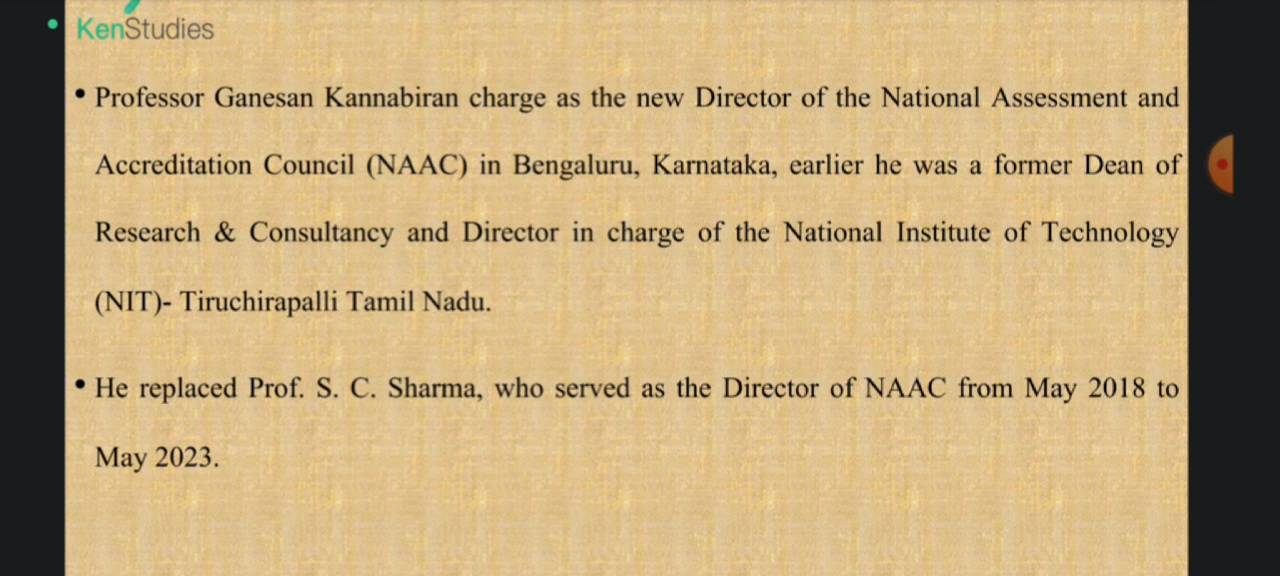 KenStudies
• Professor Ganesan Kannabiran charge as the new Director of the National Assessment and
Accreditation Council (NAAC) in Bengaluru, Karnataka, earlier he was a former Dean of
Research & Consultancy and Director in charge of the National Institute of Technology
(NIT)- Tiruchirapalli Tamil Nadu.
• He replaced Prof. S. C. Sharma, who served as the Director of NAAC from May 2018 to
May 2023.